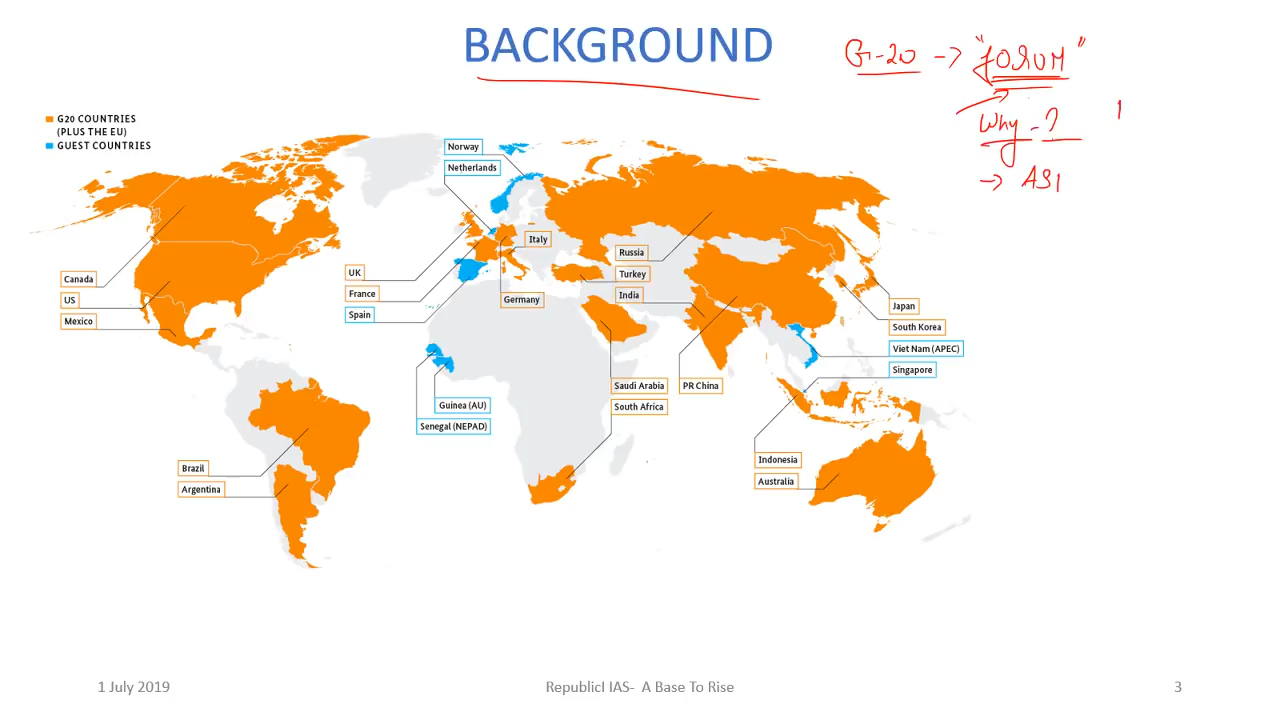 BACKGROUND
G-20 -> "FORUM"
Why - ?
-> ASI
G20 COUNTRIES
(PLUS THE EU)
GUEST COUNTRIES
Norway
Netherlands
Italy
Canada
US
Mexico
UK
France
Spain
Germany
Russia
Turkey
India
Japan
South Korea
Viet Nam (APEC)
Singapore
Saudi Arabia
PR China
South Africa
Guinea (AU)
Senegal (NEPAD)
Brazil
Argentina
Indonesia
Australia
1 July 2019
RepublicI IAS- A Base To Rise
3